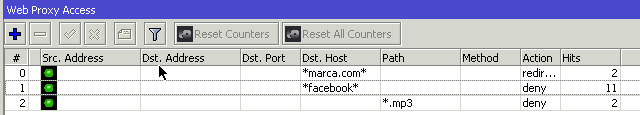 Web Proxy Access
Reset Counters Reset All Counters
# Src. Address Dst. Address Dst. Port Dst. Host Path Method Action Hits
0 *marca.com* redir... 2
1 *facebook* deny 11
2 *.mp3 deny 2